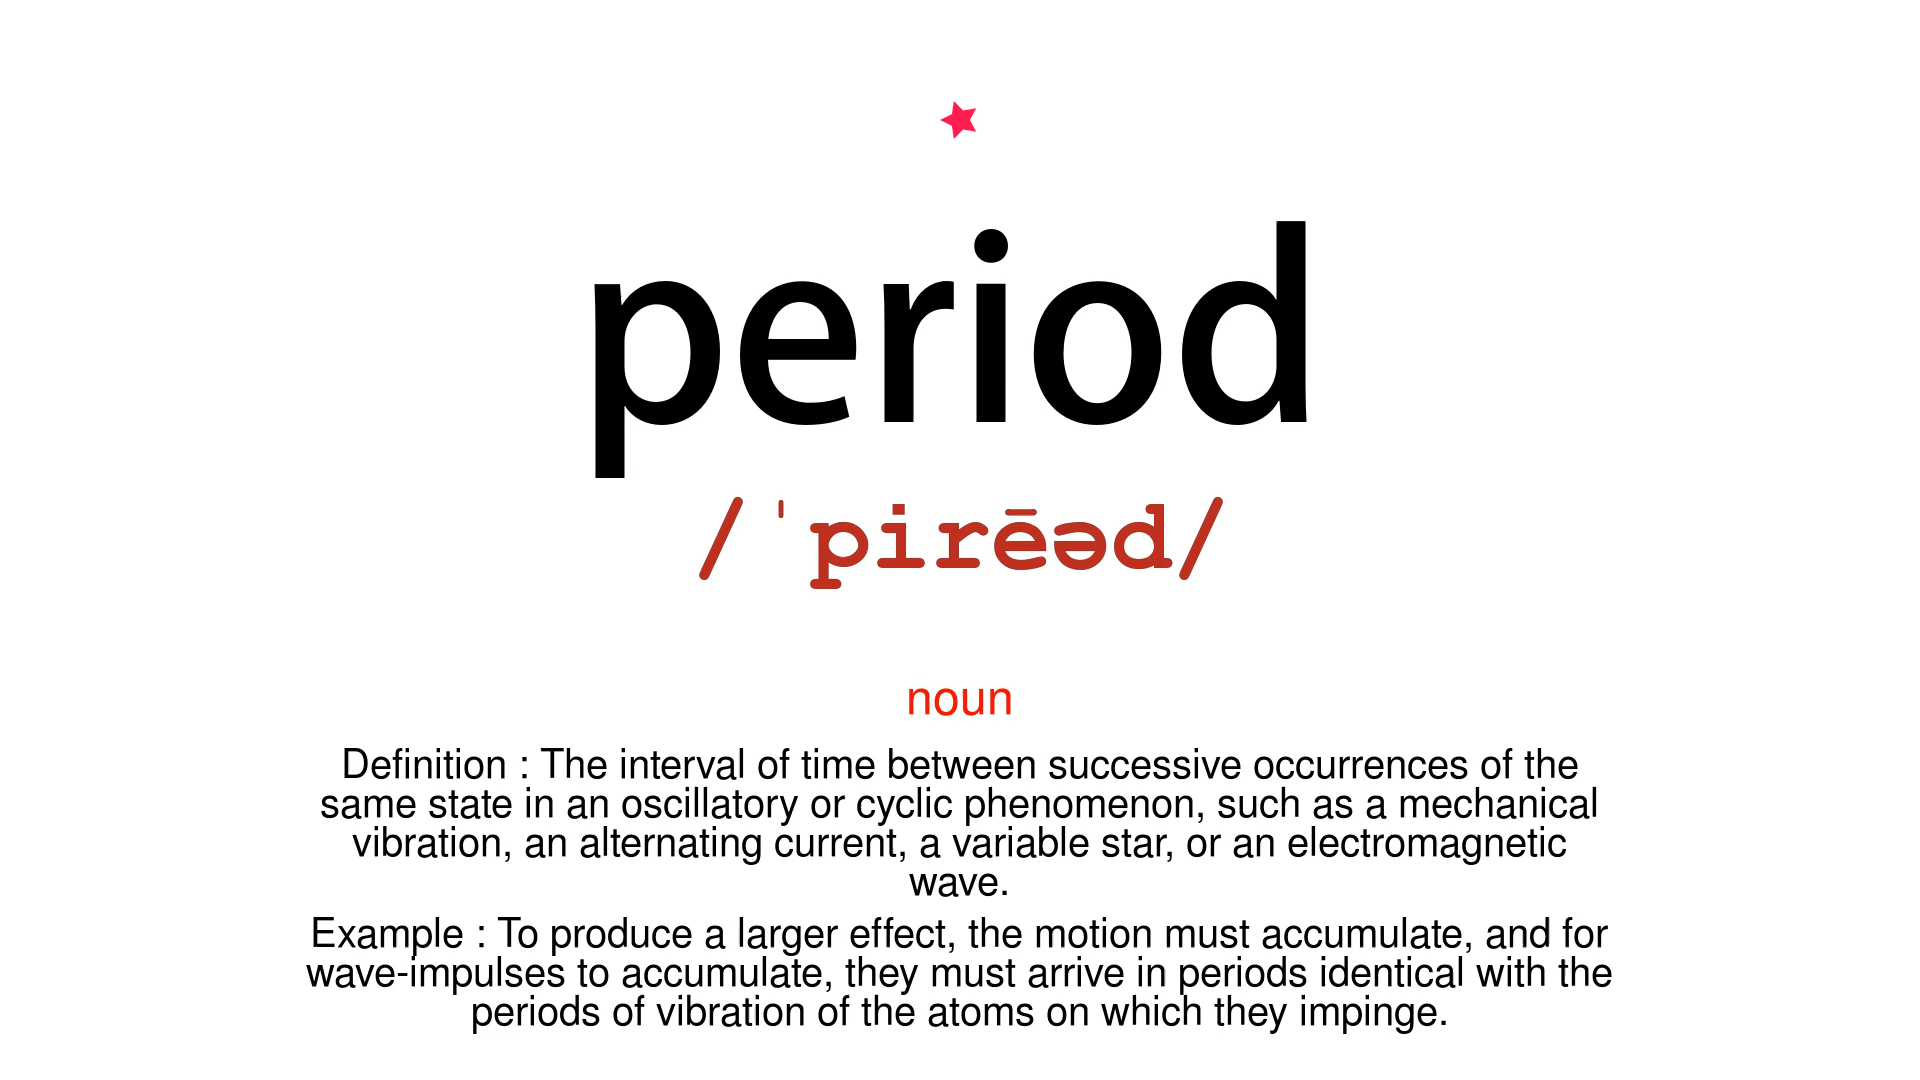 period
/ˈpirēəd/
noun
Definition : The interval of time between successive occurrences of the
same state in an oscillatory or cyclic phenomenon, such as a mechanical
vibration, an alternating current, a variable star, or an electromagnetic
wave.
Example : To produce a larger effect, the motion must accumulate, and for
wave-impulses to accumulate, they must arrive in periods identical with the
periods of vibration of the atoms on which they impinge.